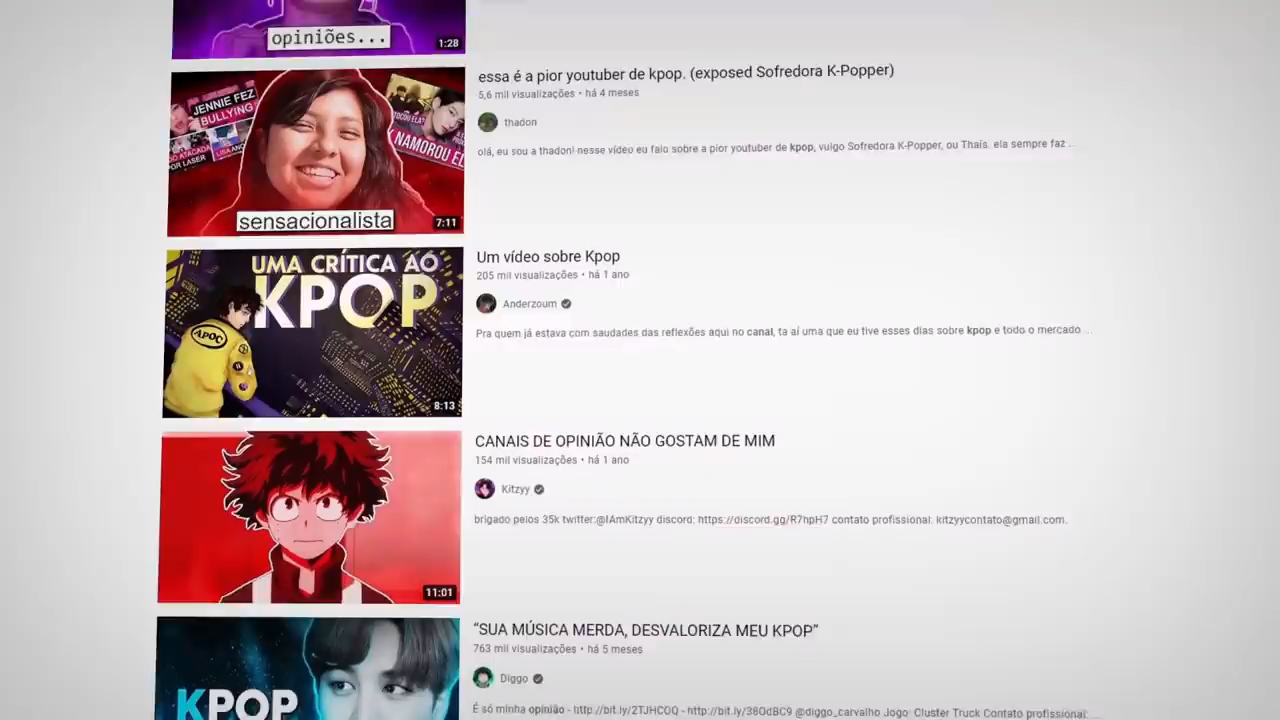 opiniões...
1:28
essa é a pior youtuber de kpop. (exposed Sofredora K-Popper)
5,6 mil visualizações • há 4 meses
thadon
olá, eu sou a thadon! nesse vídeo eu falo sobre a pior youtuber de kpop, vulgo Sofredora K-Popper, ou Thaís. ela sempre faz ...
JENNIE FEZ
BULLYING
TOCOU ELA?
NAMOROU EL
ATACADA
POR LASER
sensacionalista
7:11
Um vídeo sobre Kpop
205 mil visualizações • há 1 ano
Anderzoum
Pra quem já estava com saudades das reflexões aqui no canal, ta aí uma que eu tive esses dias sobre kpop e todo o mercado ...
UMA CRÍTICA AO
KPOP
APOC
8:13
CANAIS DE OPINIÃO NÃO GOSTAM DE MIM
154 mil visualizações • há 1 ano
Kitzyy
brigado pelos 35k twitter:@IAmKitzyy discord: https://discord.gg/R7hpH7 contato profissional: kitzyycontato@gmail.com.
11:01
“SUA MÚSICA MERDA, DESVALORIZA MEU KPOP”
763 mil visualizações • há 5 meses
Diggo
É só minha opinião - http://bit.ly/2TJHCOQ - http://bit.ly/38OdBC9 @diggo_carvalho Jogo: Cluster Truck Contato profissional: ...
KPOP